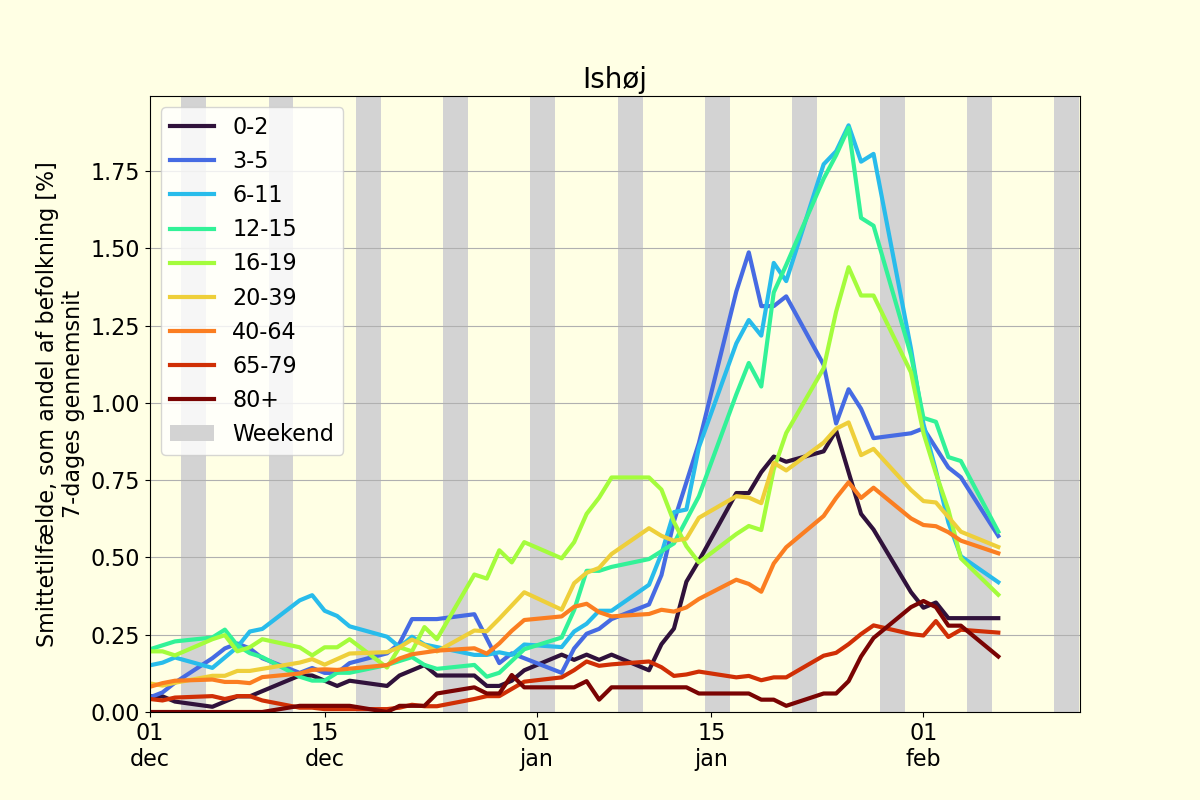 Ishøj
Smittetilfælde, som andel af befolkning [%]
7-dages gennemsnit
1.75
1.50
1.25
1.00
0.75
0.50
0.25
0.00
0-2
3-5
6-11
12-15
16-19
20-39
40-64
65-79
80+
Weekend
01 15 01 15 01
dec dec jan jan feb